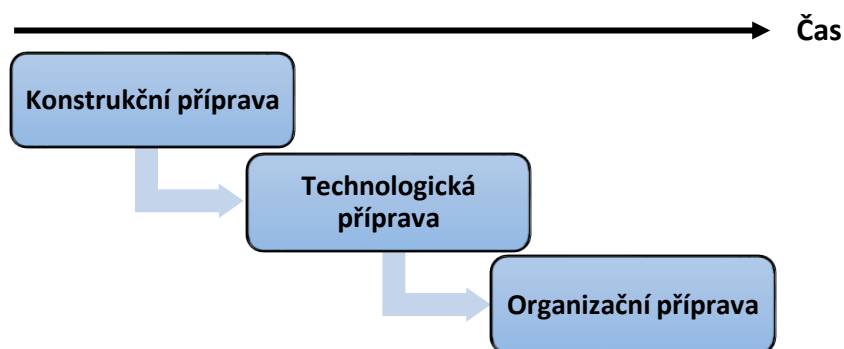 Čas
Konstrukční příprava
Technologická
příprava
Organizační příprava